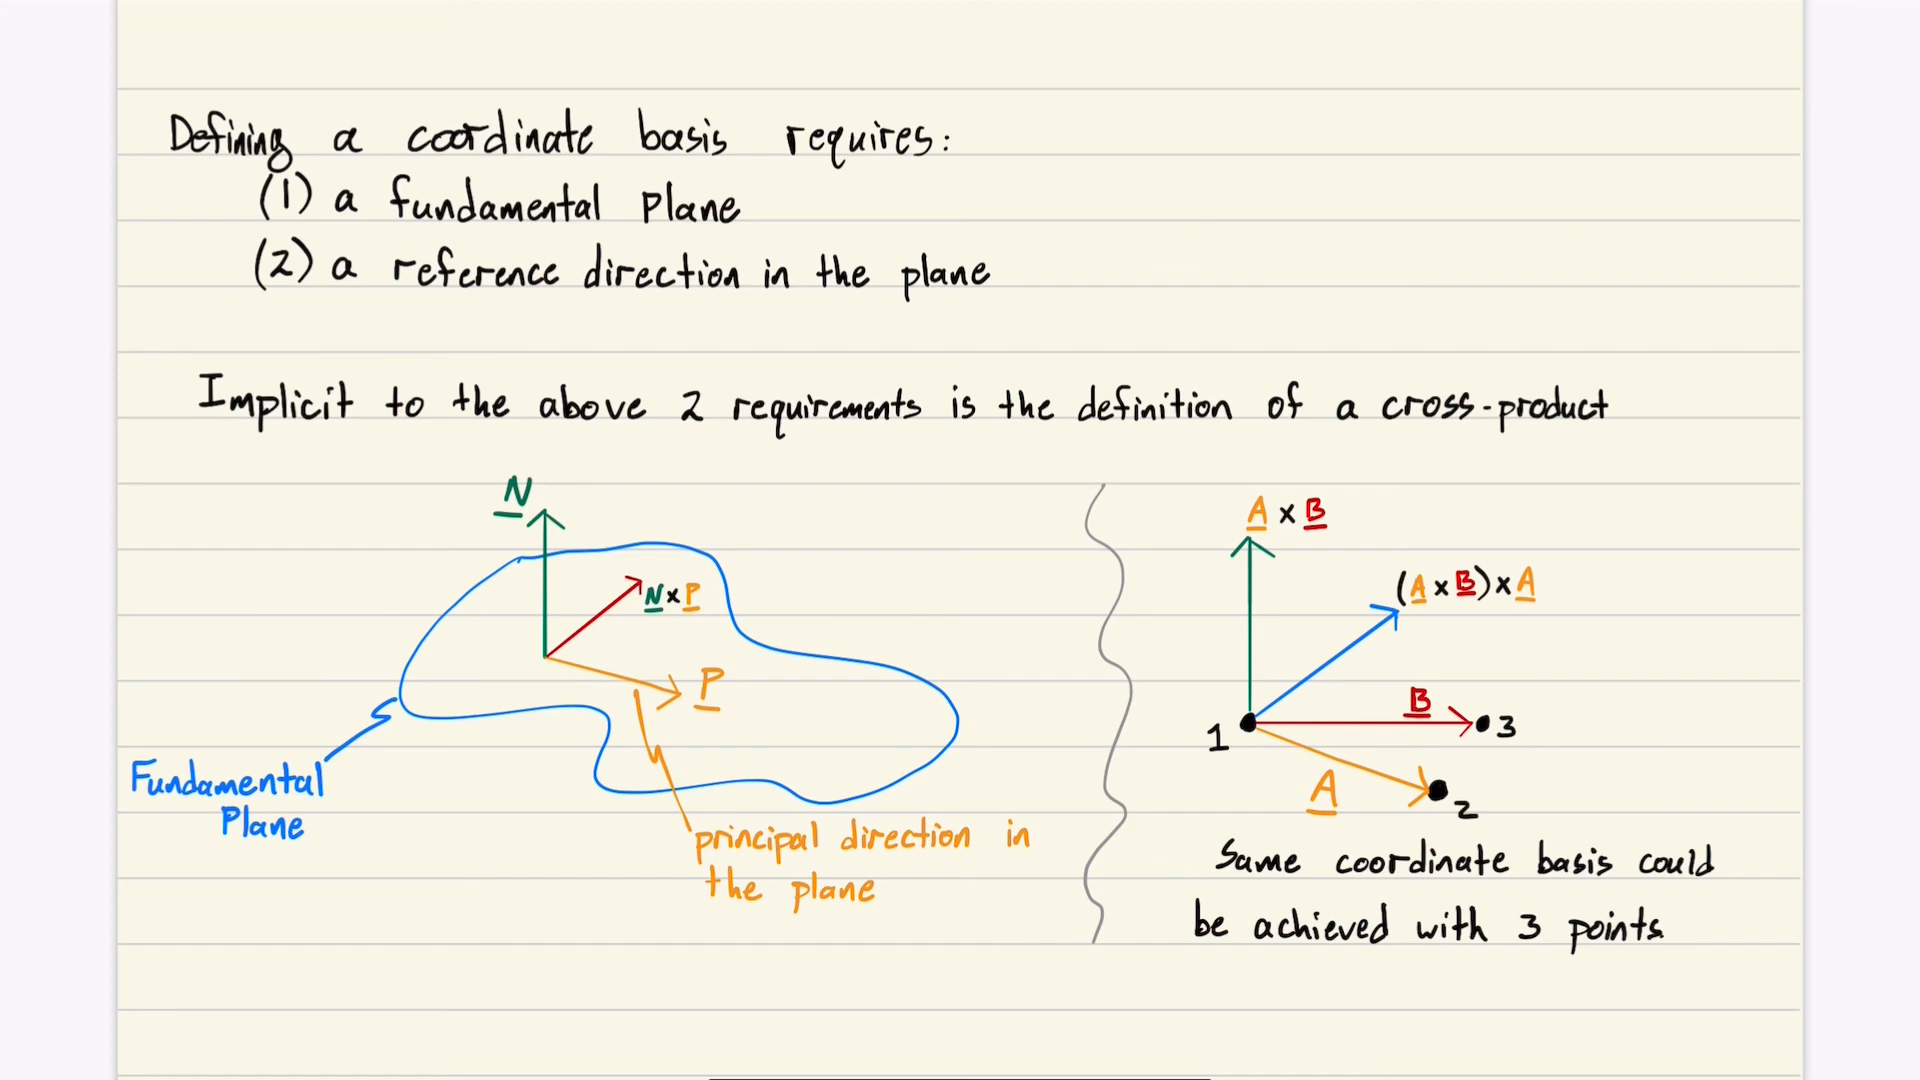 Defining a coordinate basis requires:
(1) a fundamental plane
(2) a reference direction in the plane
Implicit to the above 2 requirements is the definition of a cross-product
N
N x P
P
Fundamental
Plane
principal direction in
the plane
A x B
(A x B) x A
B
3
1
A
2
Same coordinate basis could
be achieved with 3 points